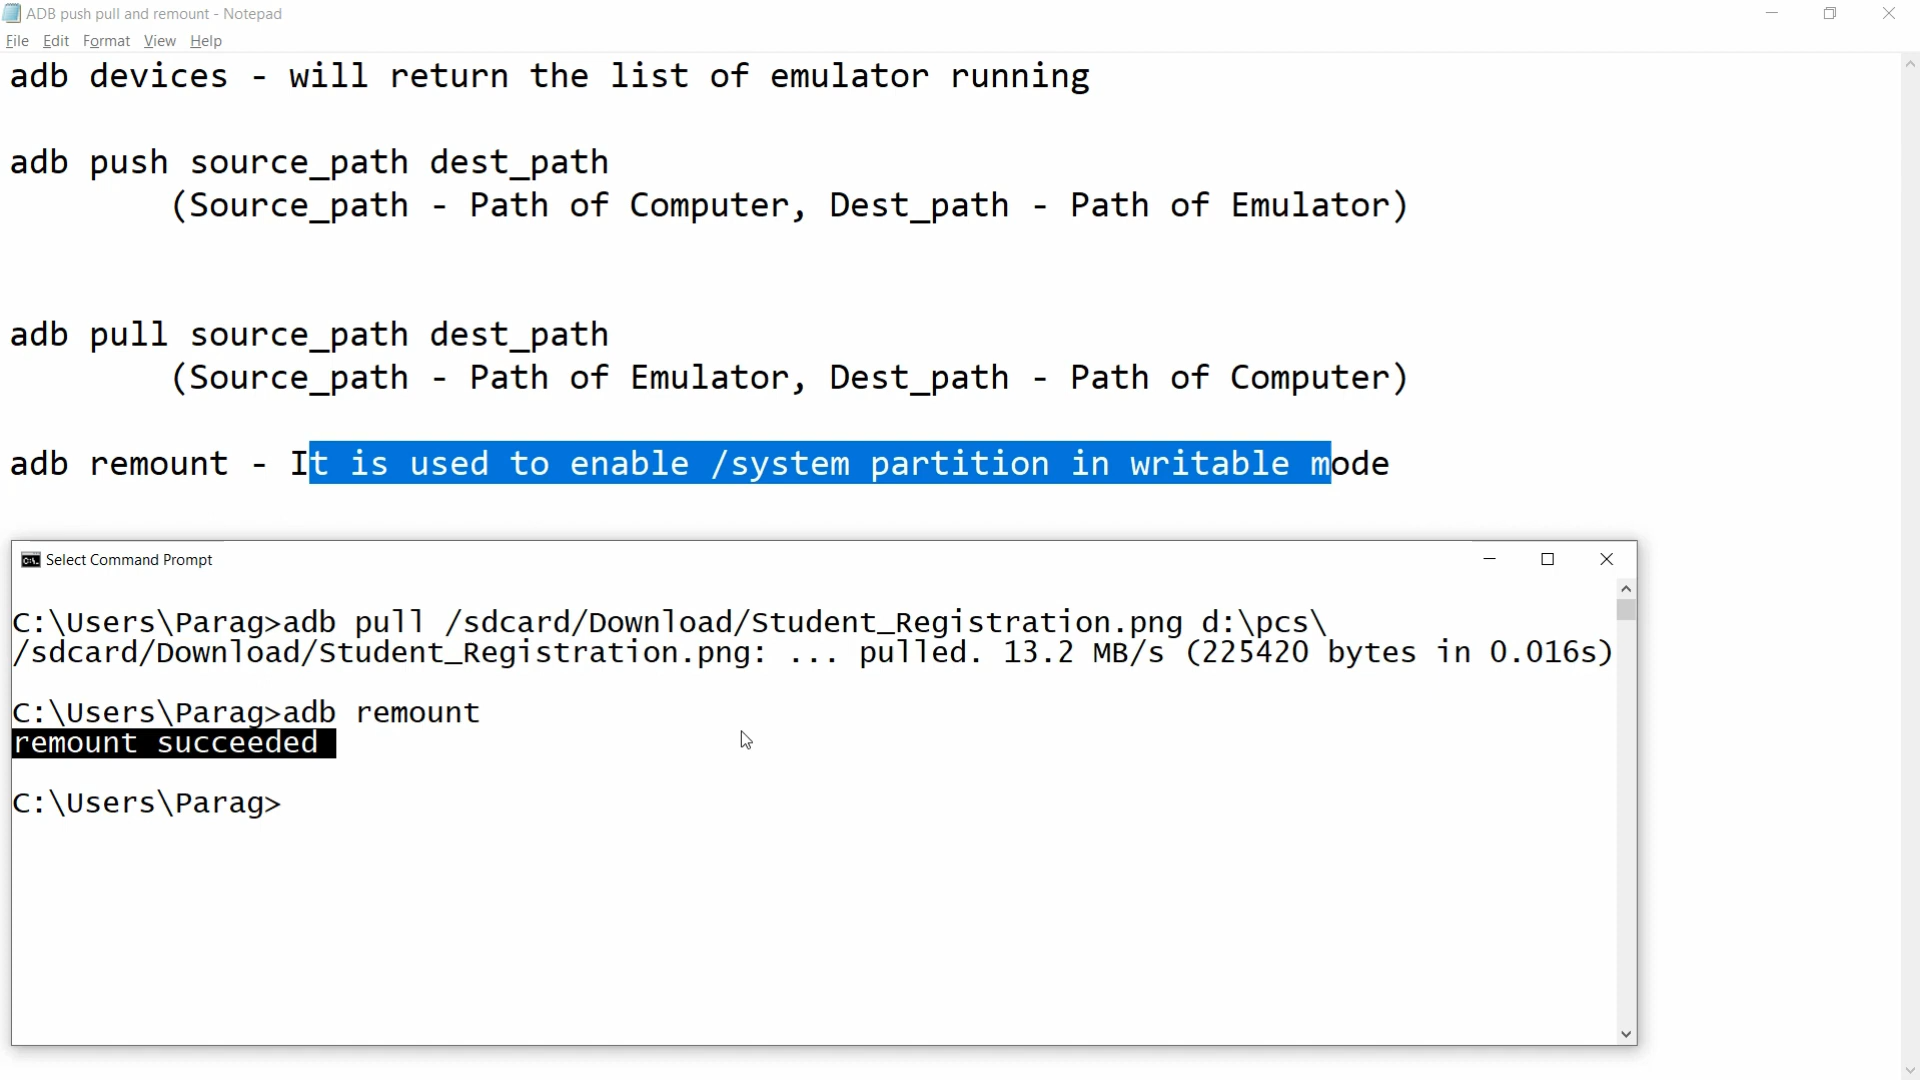 ADB push pull and remount - Notepad
File Edit Format View Help
adb devices - will return the list of emulator running
adb push source_path dest_path
(Source_path - Path of Computer, Dest_path - Path of Emulator)
adb pull source_path dest_path
(Source_path - Path of Emulator, Dest_path - Path of Computer)
adb remount - It is used to enable /system partition in writable mode
Select Command Prompt
C:\Users\Parag>adb pull /sdcard/Download/Student_Registration.png d:\pcs\
/sdcard/Download/Student_Registration.png: ... pulled. 13.2 MB/s (225420 bytes in 0.016s)
C:\Users\Parag>adb remount
remount succeeded
C:\Users\Parag>